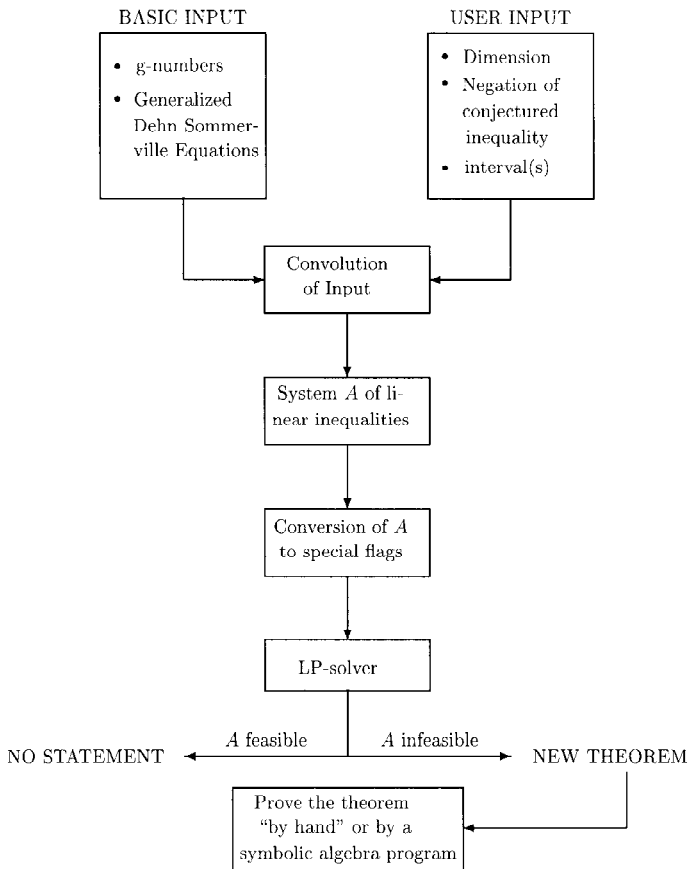 BASIC INPUT
• g-numbers
• Generalized
Dehn Sommer-
ville Equations
USER INPUT
• Dimension
• Negation of
conjectured
inequality
• interval(s)
Convolution
of Input
System A of li-
near inequalities
Conversion of A
to special flags
LP-solver
A feasible
A infeasible
NO STATEMENT
NEW THEOREM
Prove the theorem
“by hand” or by a
symbolic algebra program